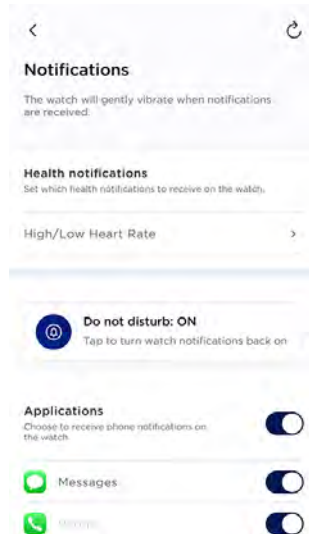 Notifications
The watch will gently vibrate when notifications
are received.
Health notifications
Set which health notifications to receive on the watch.
High/Low Heart Rate
Do not disturb: ON
Tap to turn watch notifications back on
Applications
Choose to receive phone notifications on
the watch
Messages